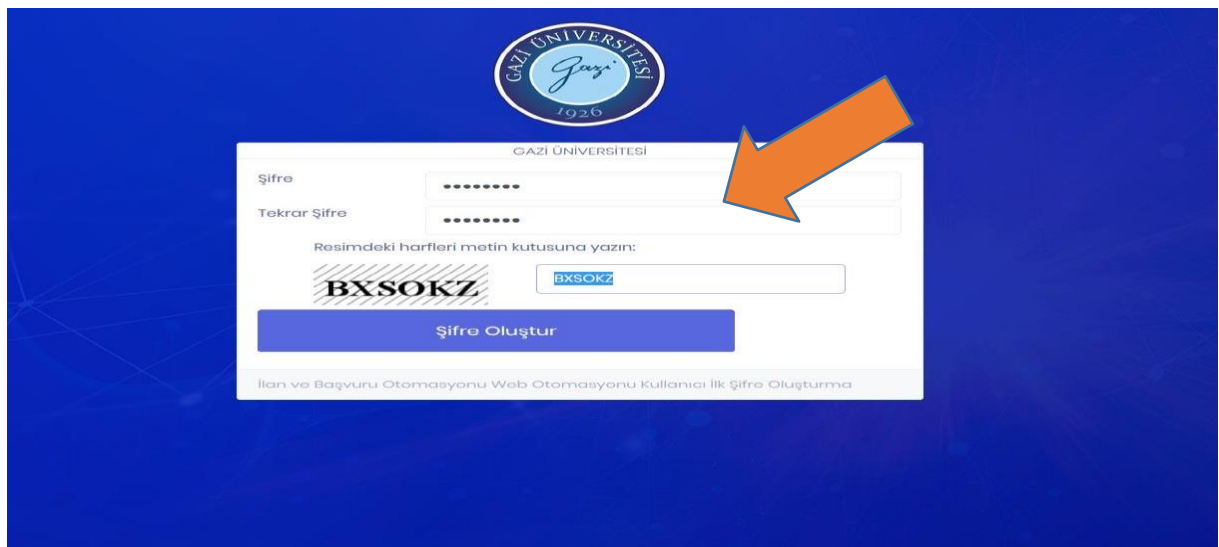 GAZİ ÜNİVERSİTESİ
Gazi
1926
GAZİ ÜNİVERSİTESİ
Şifre
••••••••
Tekrar Şifre
••••••••
Resimdeki harfleri metin kutusuna yazın:
BXSOKZ
BXSOKZ
Şifre Oluştur
İlan ve Başvuru Otomasyonu Web Otomasyonu Kullanıcı İlk Şifre Oluşturma